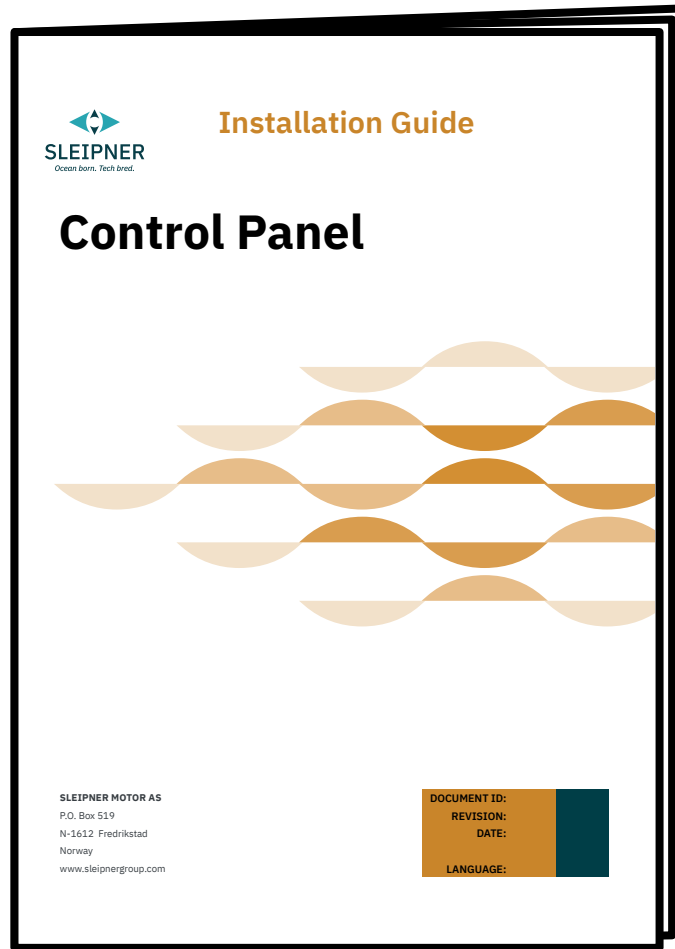 Installation Guide
SLEIPNER
Ocean born. Tech bred.
Control Panel
SLEIPNER MOTOR AS
P.O. Box 519
N-1612 Fredrikstad
Norway
www.sleipnergroup.com
DOCUMENT ID:
REVISION:
DATE:
LANGUAGE: